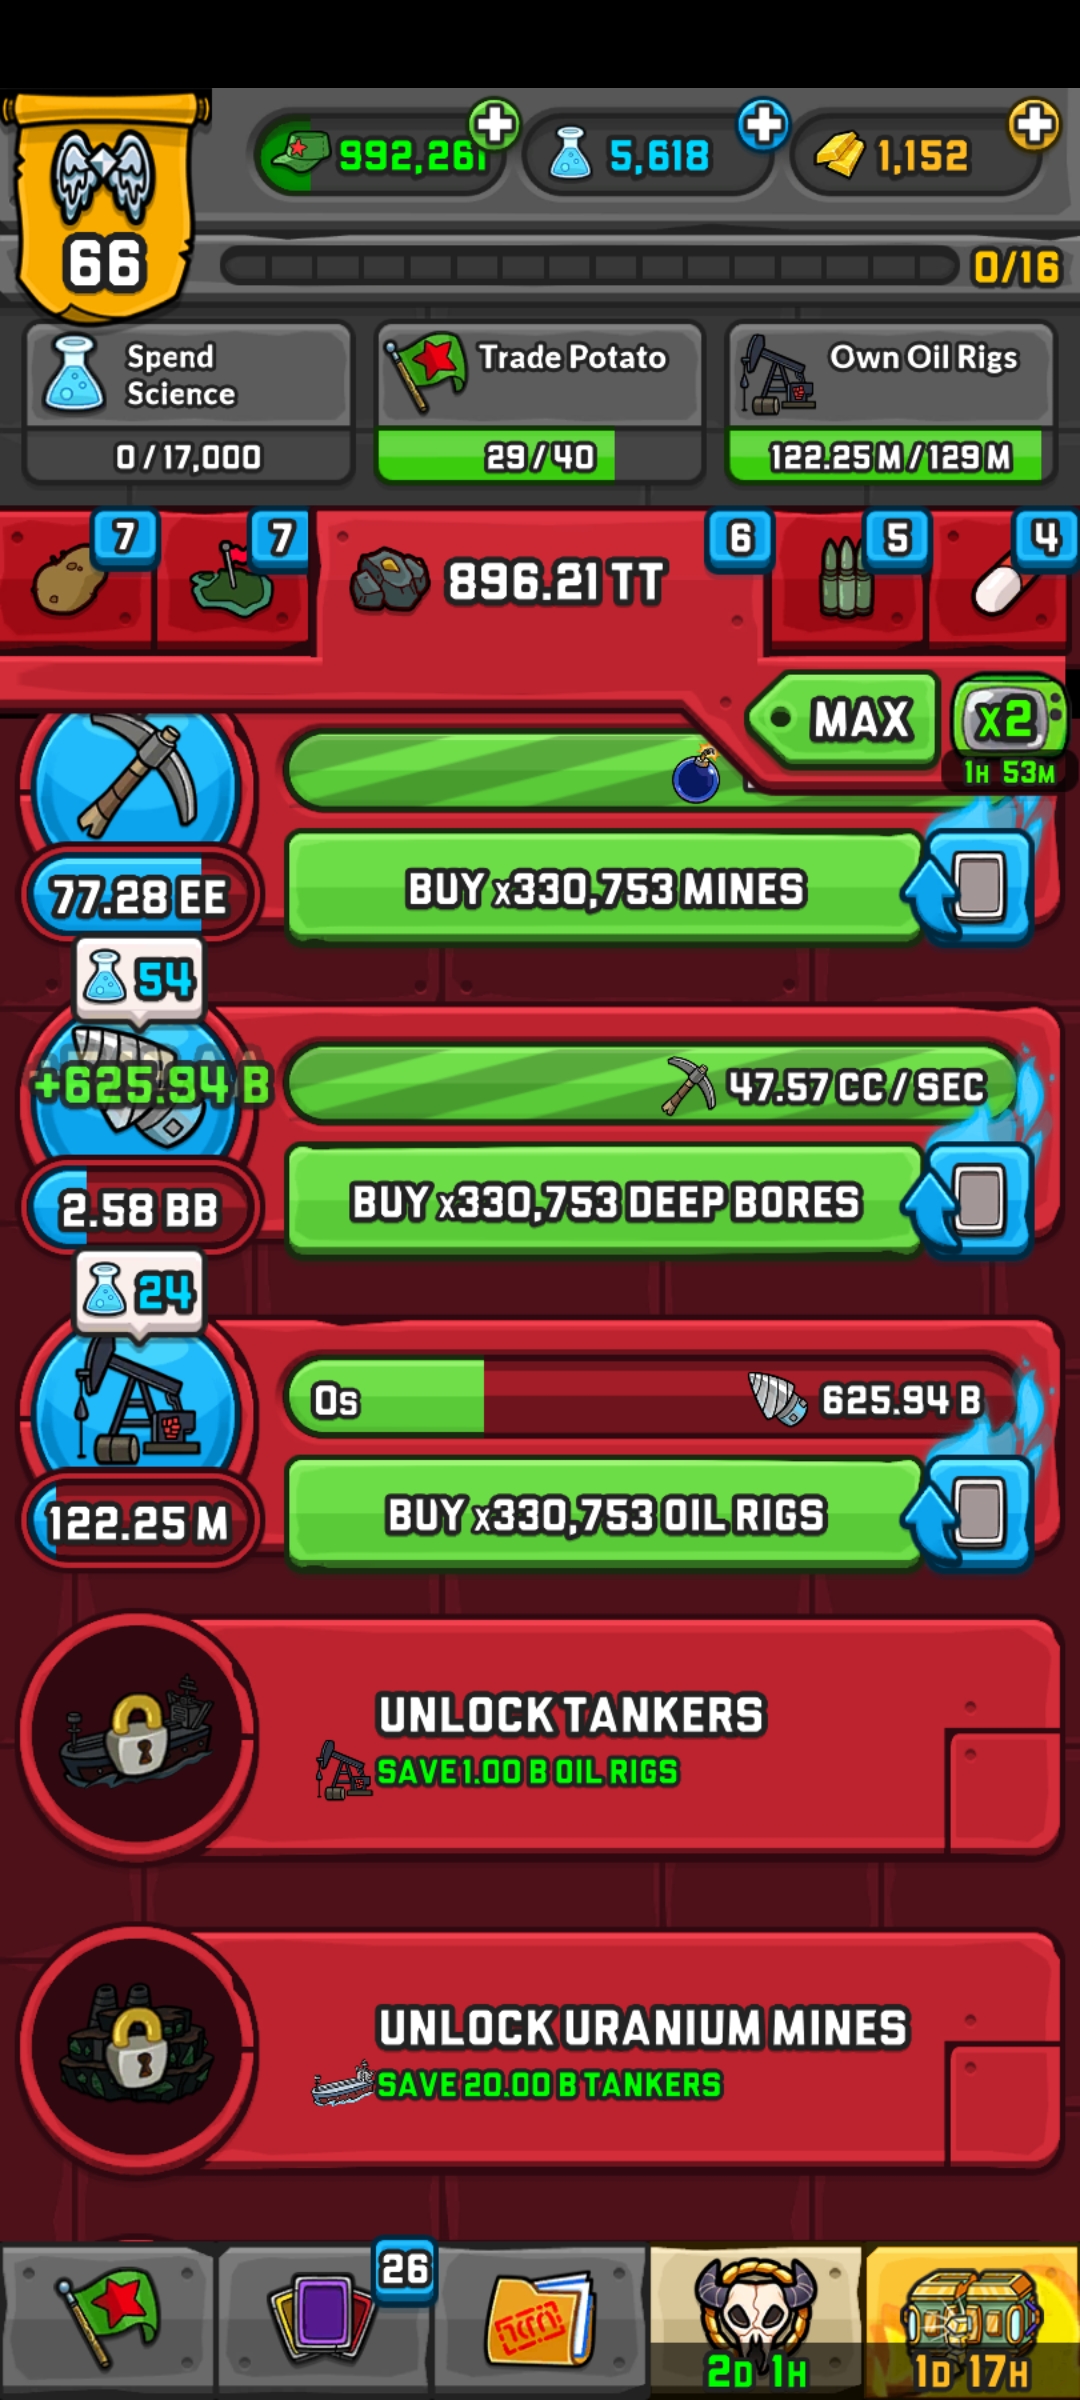 992,261
5,618
1,152
66
0/16
Spend
Science
0/17,000
Trade Potato
29/40
Own Oil Rigs
122.25 M/129 M
7
7
896.21 TT
6
5
4
MAX
x2
1H 53M
77.28 EE
BUY x330,753 MINES
54
+625.94 B
47.57 CC/SEC
2.58 BB
BUY x330,753 DEEP BORES
24
0s
625.94 B
122.25 M
BUY x330,753 OIL RIGS
UNLOCK TANKERS
SAVE 1.00 B OIL RIGS
UNLOCK URANIUM MINES
SAVE 20.00 B TANKERS
26
2D 1H
1D 17H